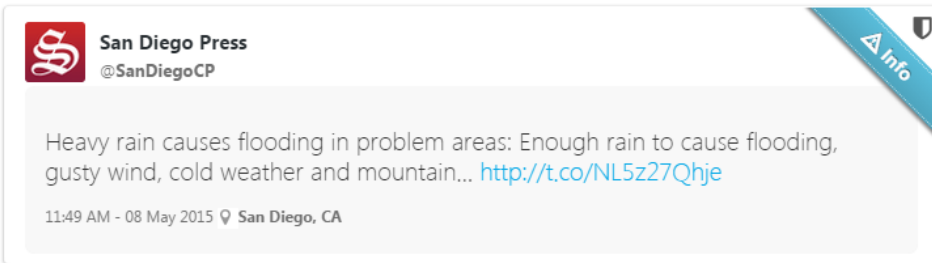 San Diego Press
@SanDiegoCP
Info
Heavy rain causes flooding in problem areas: Enough rain to cause flooding,
gusty wind, cold weather and mountain... http://t.co/NL5z27Qhje
11:49 AM - 08 May 2015 San Diego, CA